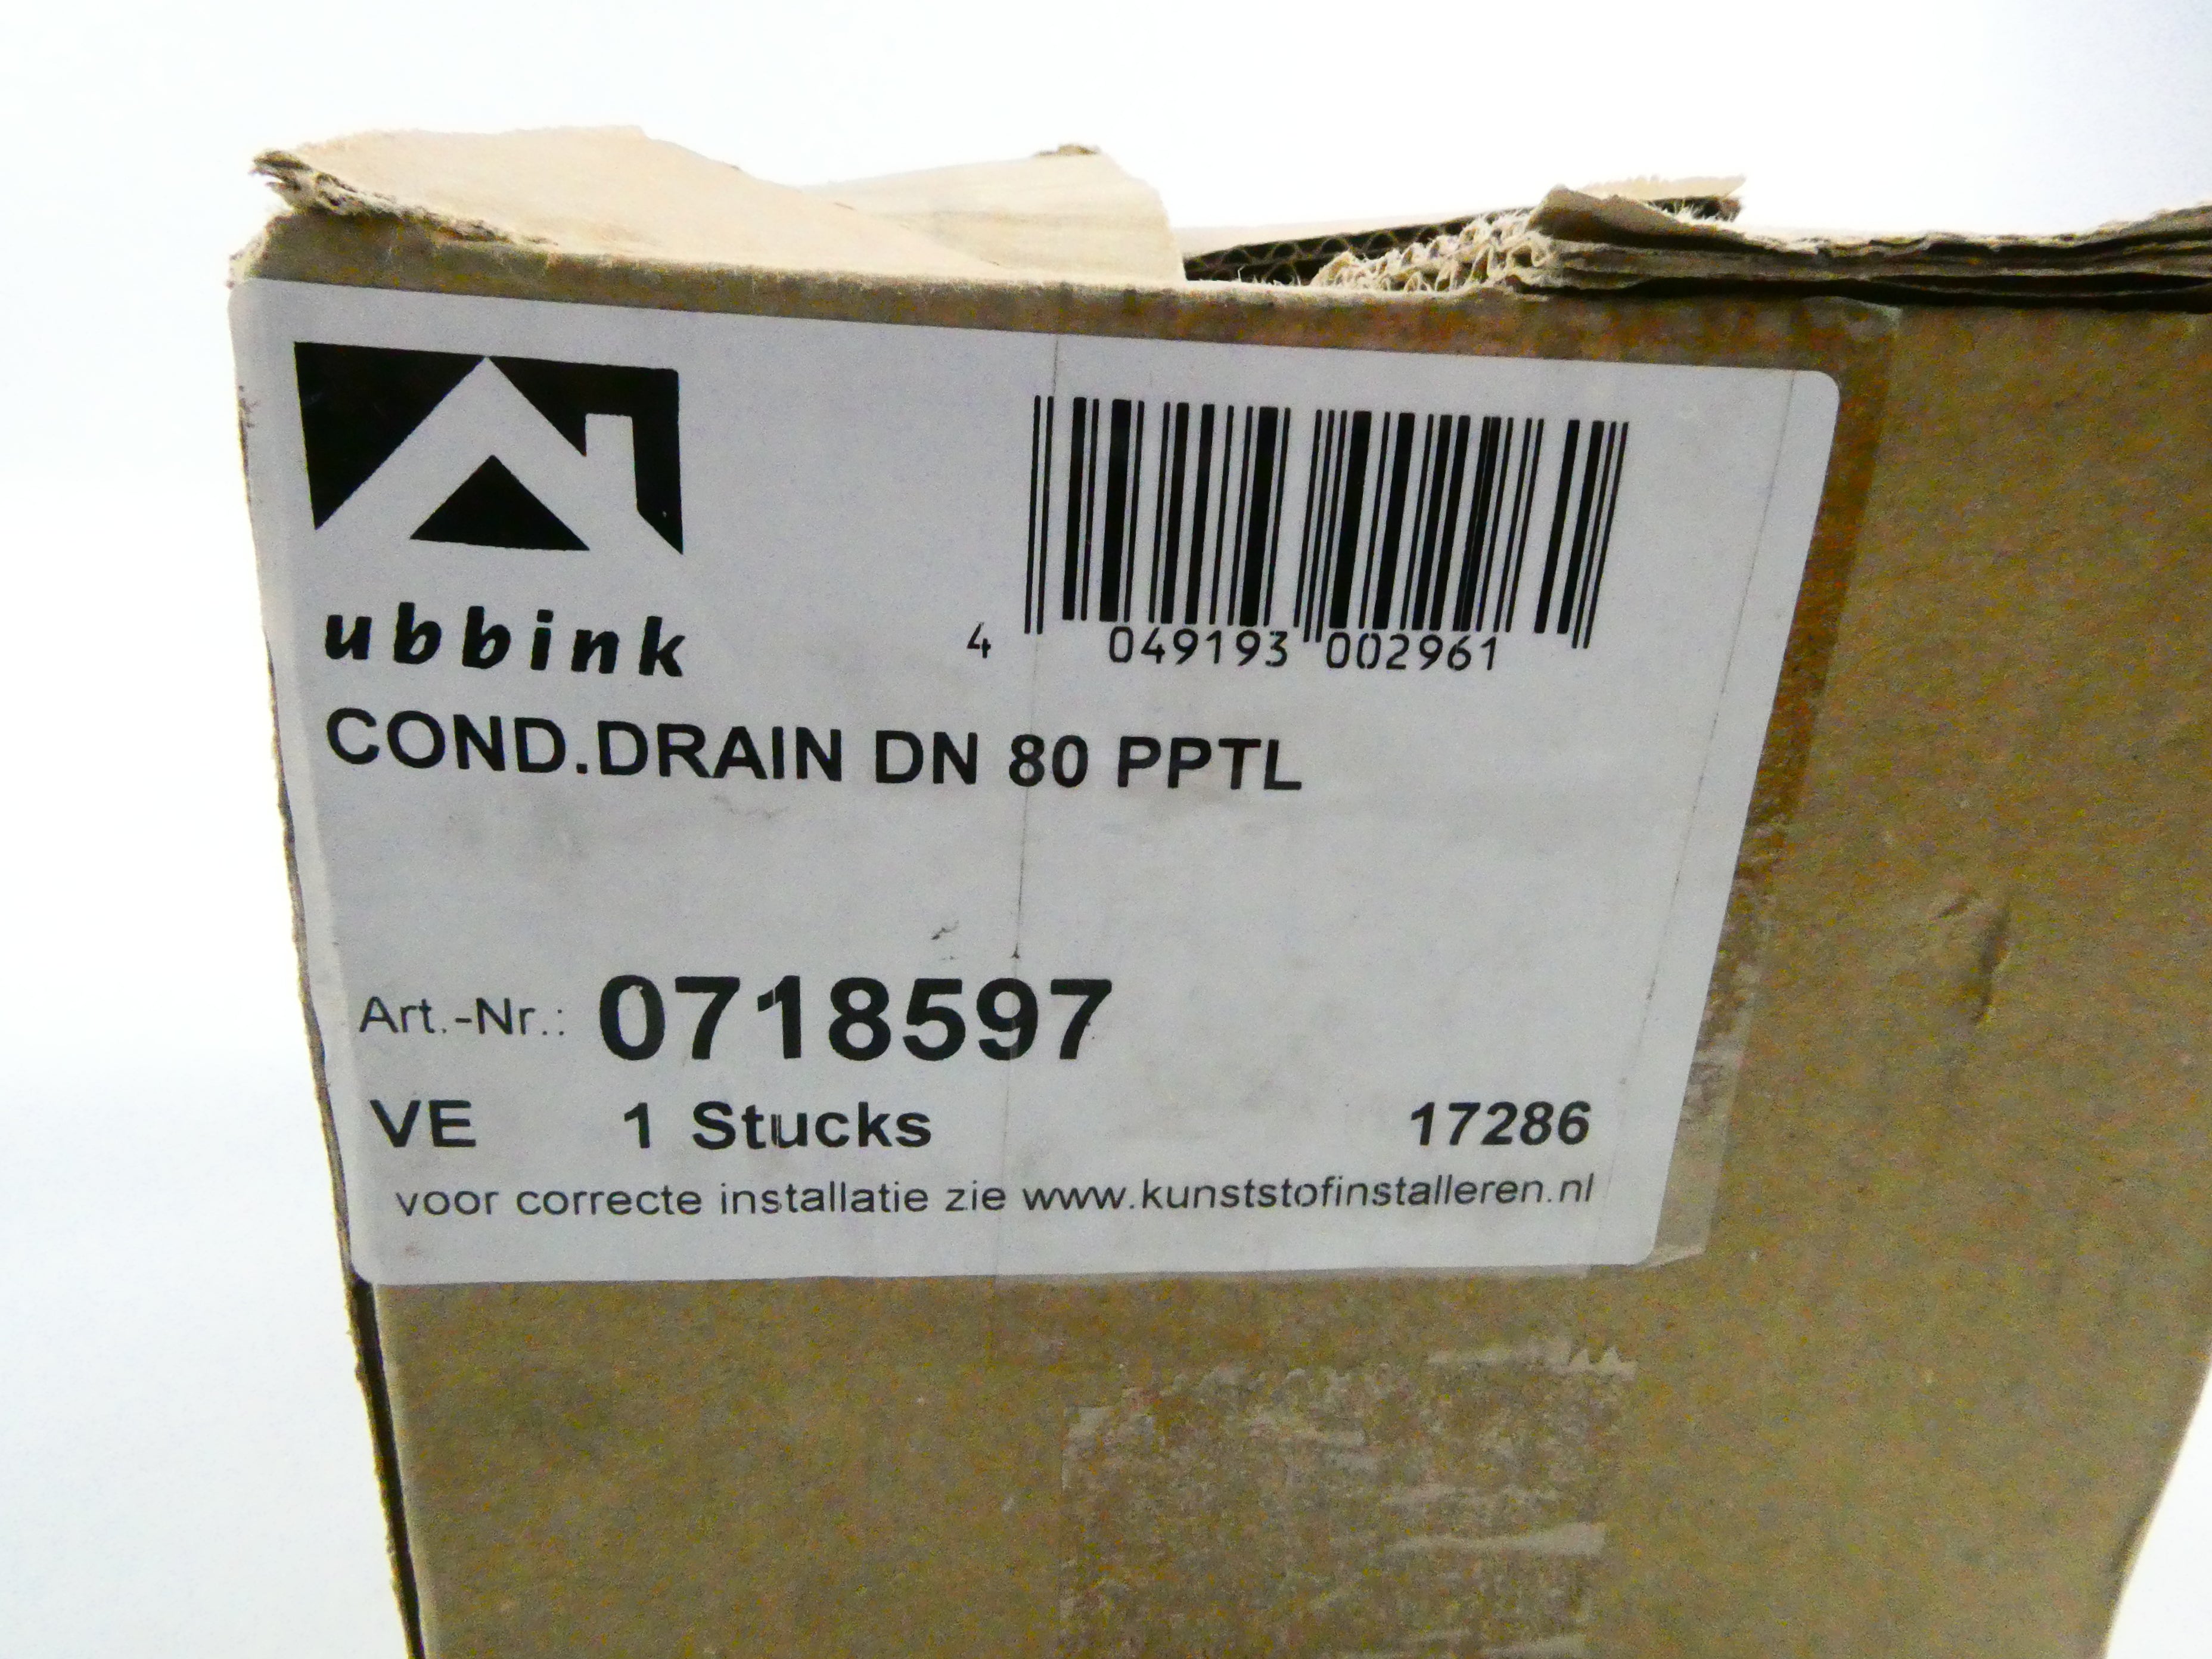 ubbink
4 049193 002961
COND.DRAIN DN 80 PPTL
Art.-Nr.: 0718597
VE 1 Stucks 17286
voor correcte installatie zie www.kunststofinstalleren.nl